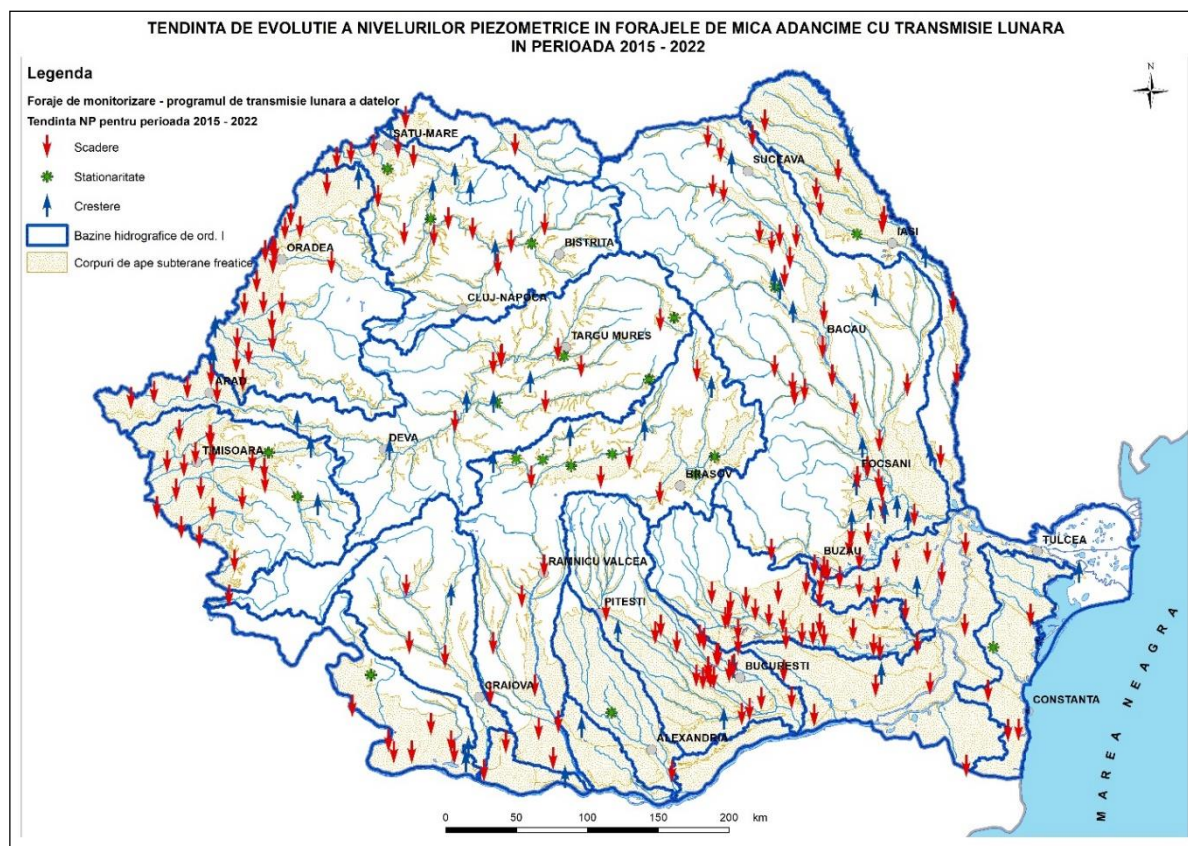 TENDINTA DE EVOLUTIE A NIVELURILOR PIEZOMETRICE IN FORAJELE DE MICA ADANCIME CU TRANSMISIE LUNARA
IN PERIOADA 2015 - 2022
Legenda
Foraje de monitorizare - programul de transmisie lunara a datelor
Tendinta NP pentru perioada 2015 - 2022
Scadere
Stationaritate
Crestere
Bazine hidrografice de ord. I
Corpuri de ape subterane freatice
N
SATU-MARE
SUCEAVA
IASI
ORADEA
BISTRITA
CLUJ-NAPOCA
TARGU MURES
BACAU
ARAD
DEVA
T.MISOARA
FOCSANI
BRASOV
TULCEA
BUZAU
RAMNICU VALCEA
PITESTI
BUCURESTI
CRAIOVA
CONSTANTA
ALEXANDRIA
MAREA NEAGRA
0 50 100 150 200 km